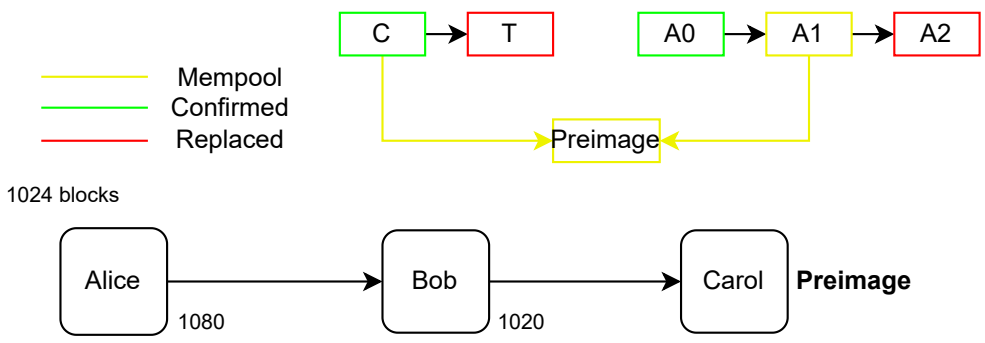 C T A0 A1 A2
Mempool
Confirmed
Replaced
Preimage
1024 blocks
Alice Bob Carol Preimage
1080 1020